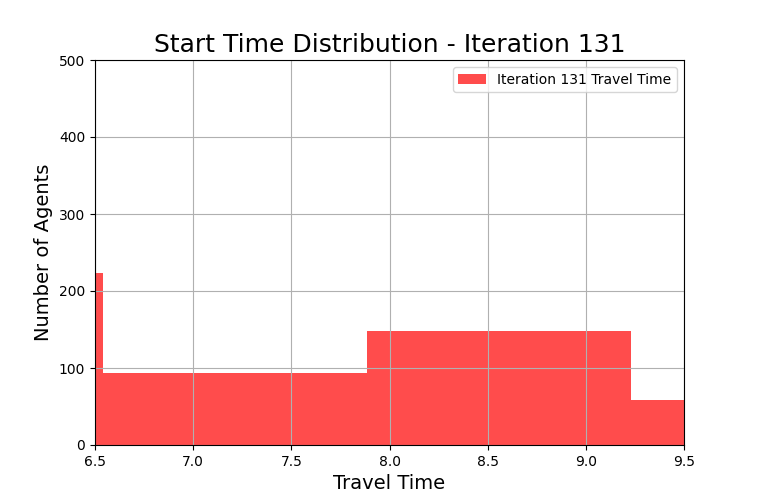 Start Time Distribution - Iteration 131
500
400
300
200
100
0
Number of Agents
Iteration 131 Travel Time
6.5 7.0 7.5 8.0 8.5 9.0 9.5
Travel Time